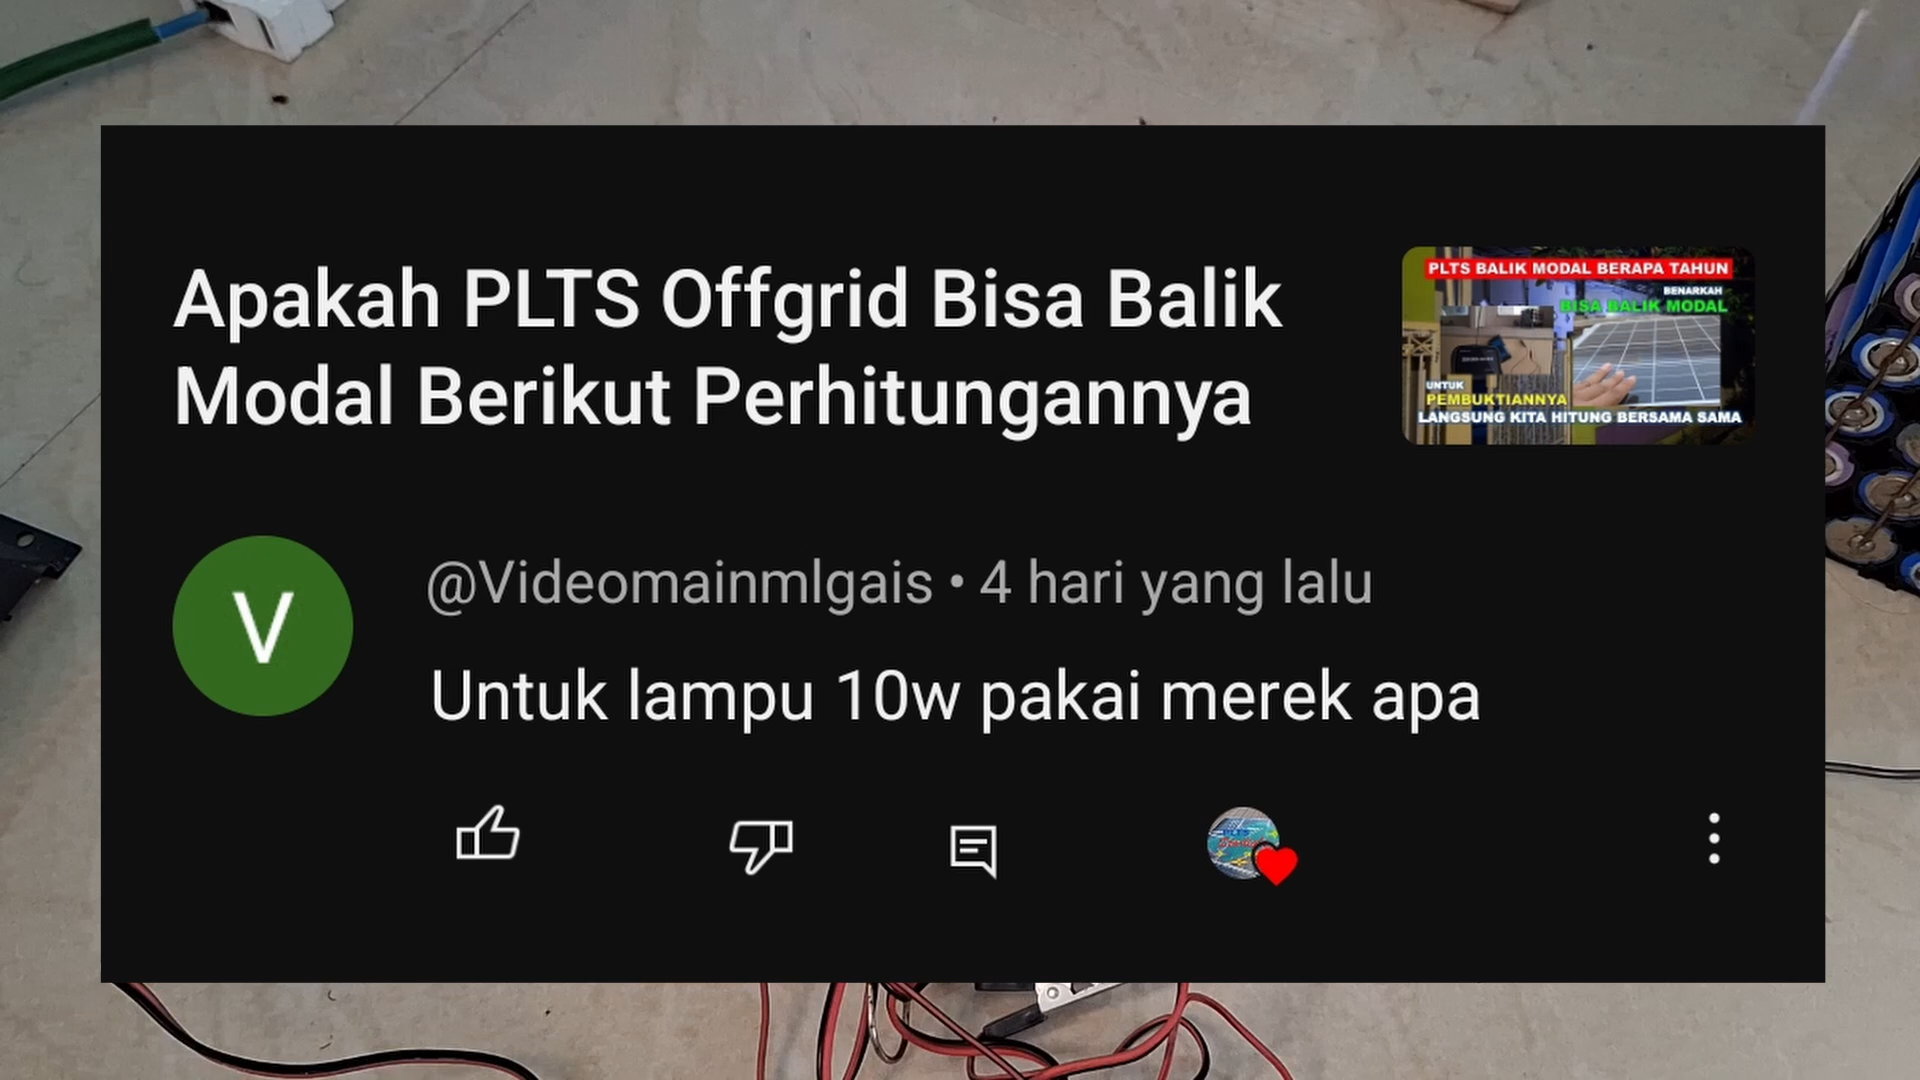 Apakah PLTS Offgrid Bisa Balik
Modal Berikut Perhitungannya
PLTS BALIK MODAL BERAPA TAHUN
BENARKAH
BISA BALIK MODAL
UNTUK
PEMBUKTIANNYA
LANGSUNG KITA HITUNG BERSAMA SAMA
V
@Videomainmlgais • 4 hari yang lalu
Untuk lampu 10w pakai merek apa
PLTS